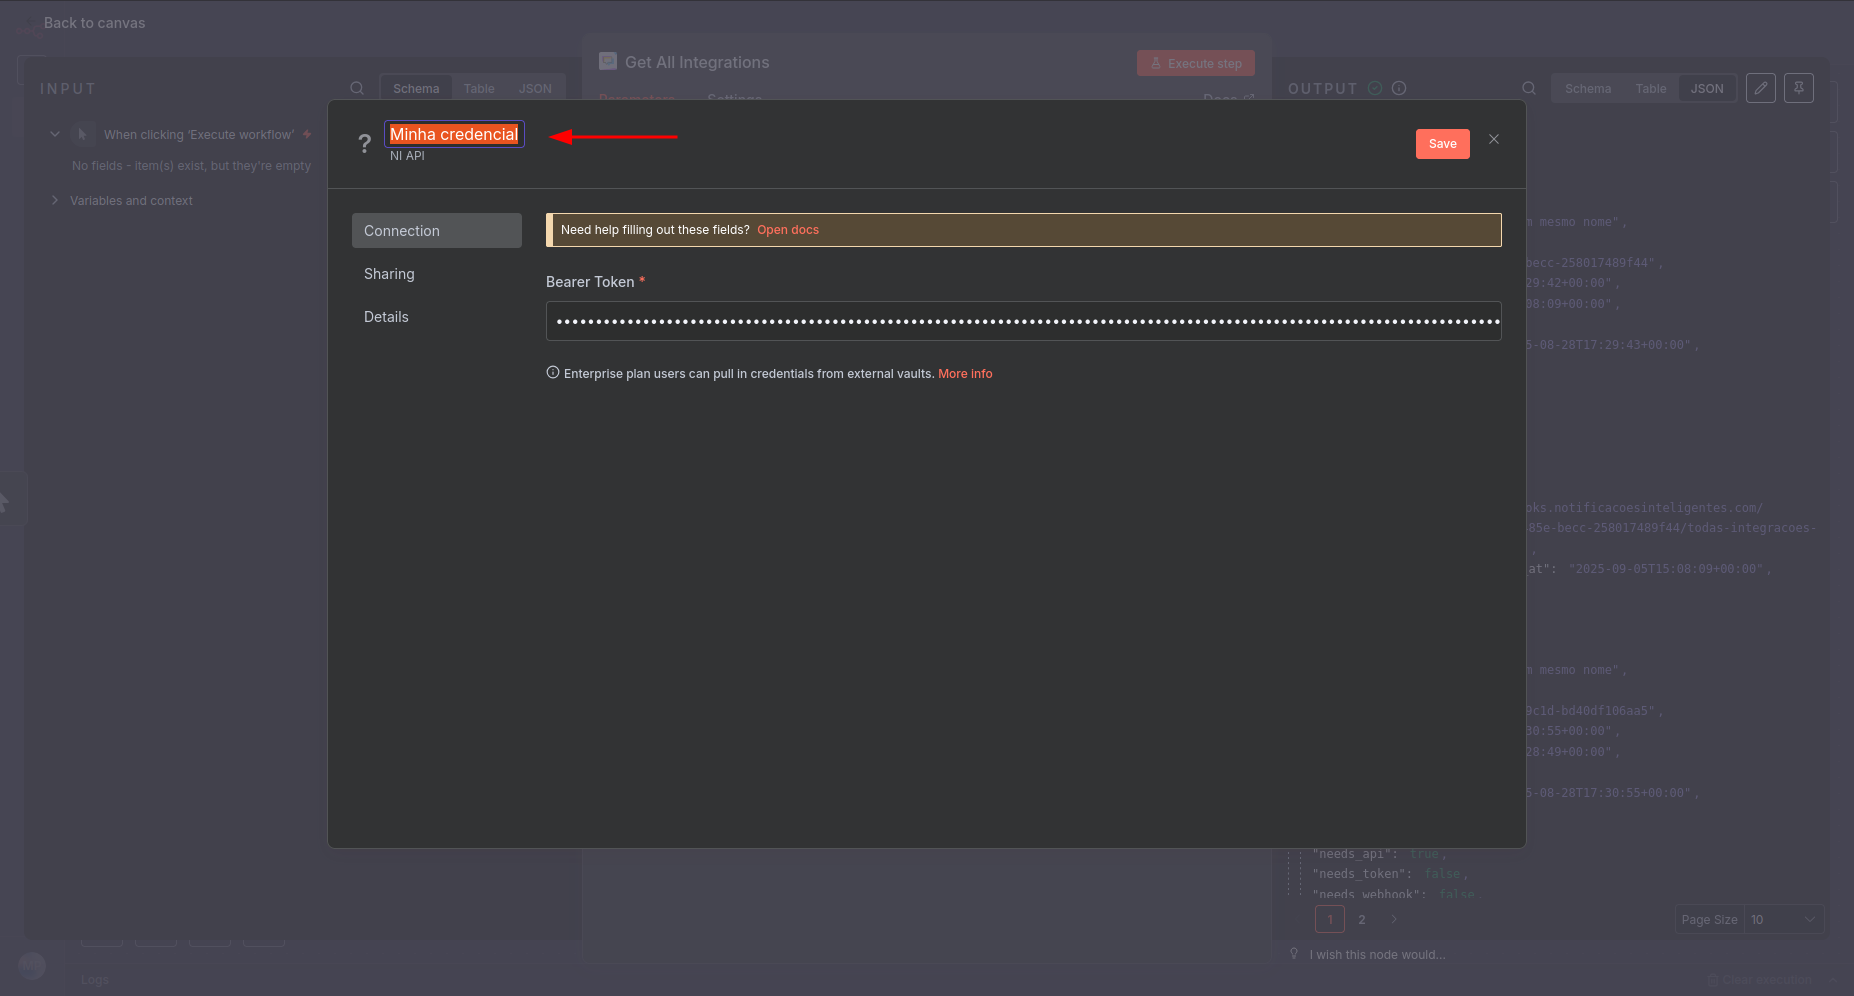 Back to canvas
INPUT
Schema
Table
JSON
When clicking ‘Execute workflow’
No fields - item(s) exist, but they're empty
Variables and context
Get All Integrations
Execute step
Parameters
Settings
Docs
Minha credencial
NI API
Save
Connection
Sharing
Details
Need help filling out these fields? Open docs
Bearer Token *
Enterprise plan users can pull in credentials from external vaults. More info
OUTPUT
Schema
Table
JSON
mesmo nome",
becc-258017489f44",
29:42+00:00",
08:09+00:00",
5-08-28T17:29:43+00:00",
oks.notificacoesinteligentes.com/
85e-becc-258017489f44/todas-integracoes-
at": "2025-09-05T15:08:09+00:00",
mesmo nome",
9c1d-bd40df106aa5",
30:55+00:00",
28:49+00:00",
5-08-28T17:30:55+00:00",
"needs_api": true,
"needs_token": false,
"needs_webhook": false,
1
2
Page Size
10
I wish this node would...
Logs
Clear execution